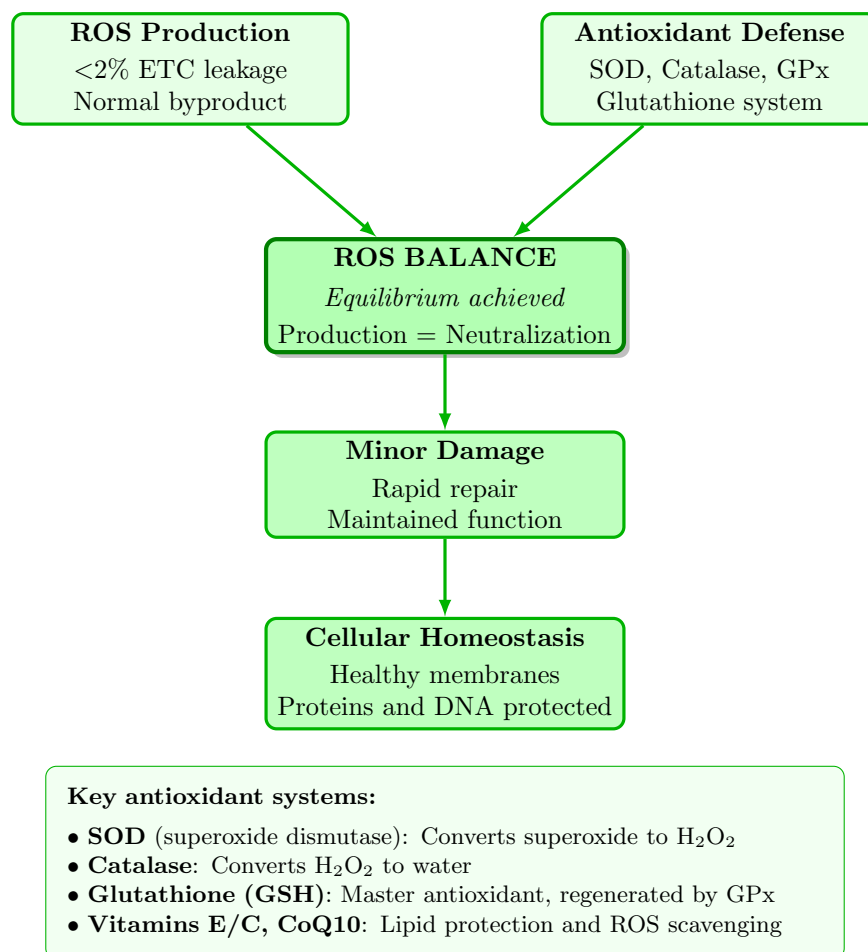 ROS Production
<2% ETC leakage
Normal byproduct
Antioxidant Defense
SOD, Catalase, GPx
Glutathione system
ROS BALANCE
Equilibrium achieved
Production = Neutralization
Minor Damage
Rapid repair
Maintained function
Cellular Homeostasis
Healthy membranes
Proteins and DNA protected
Key antioxidant systems:
• SOD (superoxide dismutase): Converts superoxide to H₂O₂
• Catalase: Converts H₂O₂ to water
• Glutathione (GSH): Master antioxidant, regenerated by GPx
• Vitamins E/C, CoQ10: Lipid protection and ROS scavenging